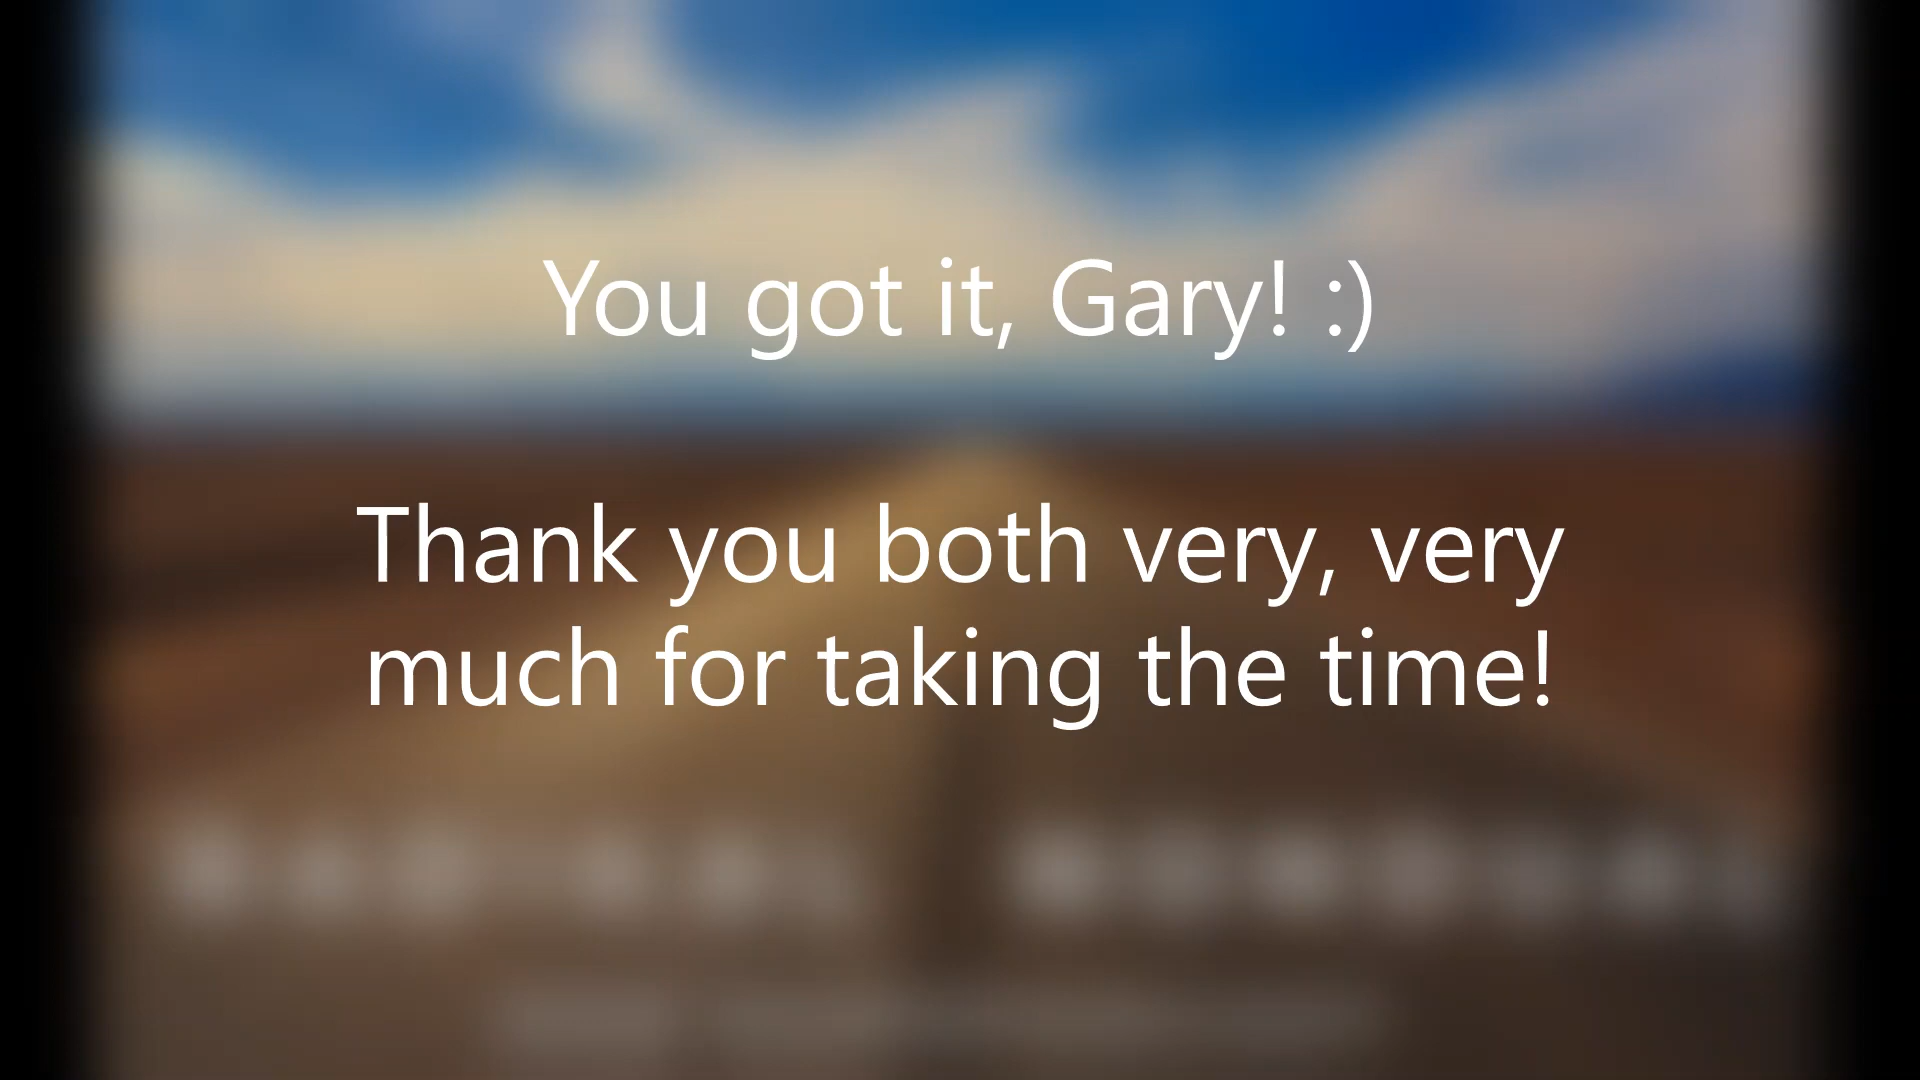 You got it, Gary! :)
Thank you both very, very
much for taking the time!